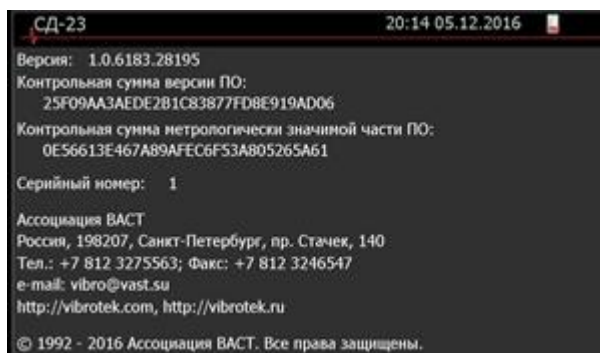 СД-23
20:14 05.12.2016
Версия: 1.0.6183.28195
Контрольная сумма версии ПО:
25F09AA3AEDE2B1C83877FD8E919AD06
Контрольная сумма метрологически значимой части ПО:
0E56613E467A89AFEC6F53A805265A61
Серийный номер: 1
Ассоциация ВАСТ
Россия, 198207, Санкт-Петербург, пр. Стачек, 140
Тел.: +7 812 3275563; Факс: +7 812 3246547
e-mail: vibro@vast.su
http://vibrotek.com, http://vibrotek.ru
© 1992 - 2016 Ассоциация ВАСТ. Все права защищены.